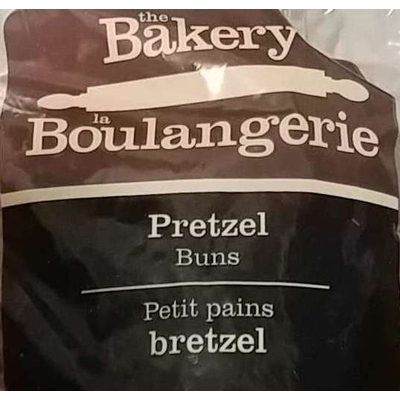 the
Bakery
la
Boulangerie
Pretzel
Buns
Petit pains
bretzel